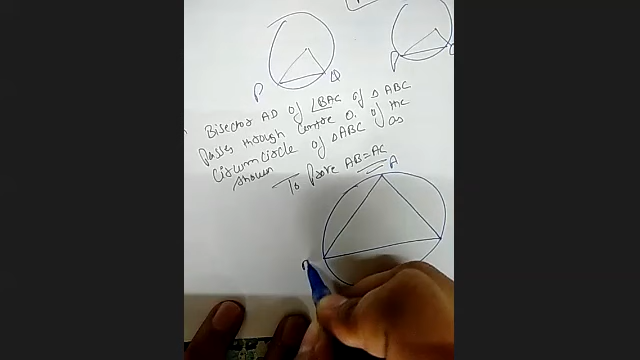 P Q
P
Bisector AD of ∠BAC of △ABC
Passes through Centre O. of the
Circumcircle of △ABC as
shown
To Prove AB=AC
A